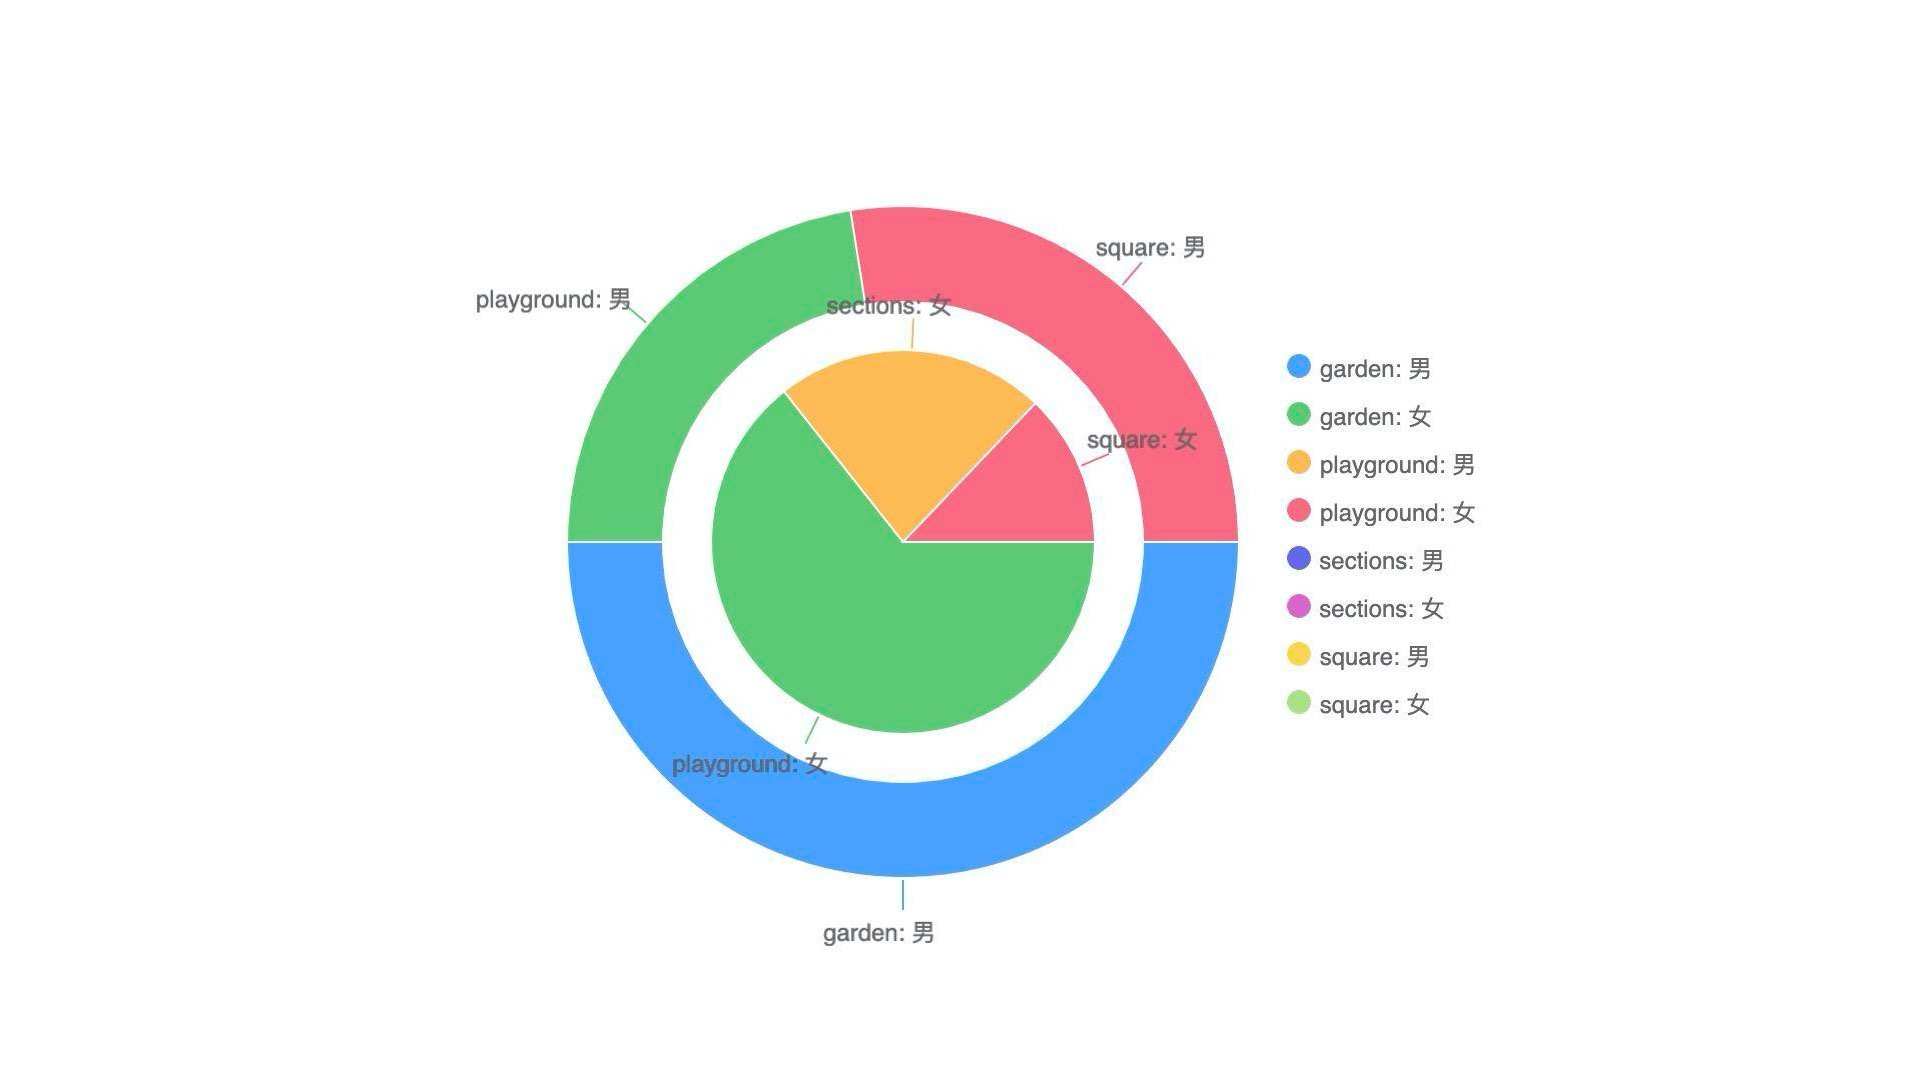 square: 男
playground: 男
sections: 女
square: 女
playground: 女
garden: 男
garden: 男
garden: 女
playground: 男
playground: 女
sections: 男
sections: 女
square: 男
square: 女